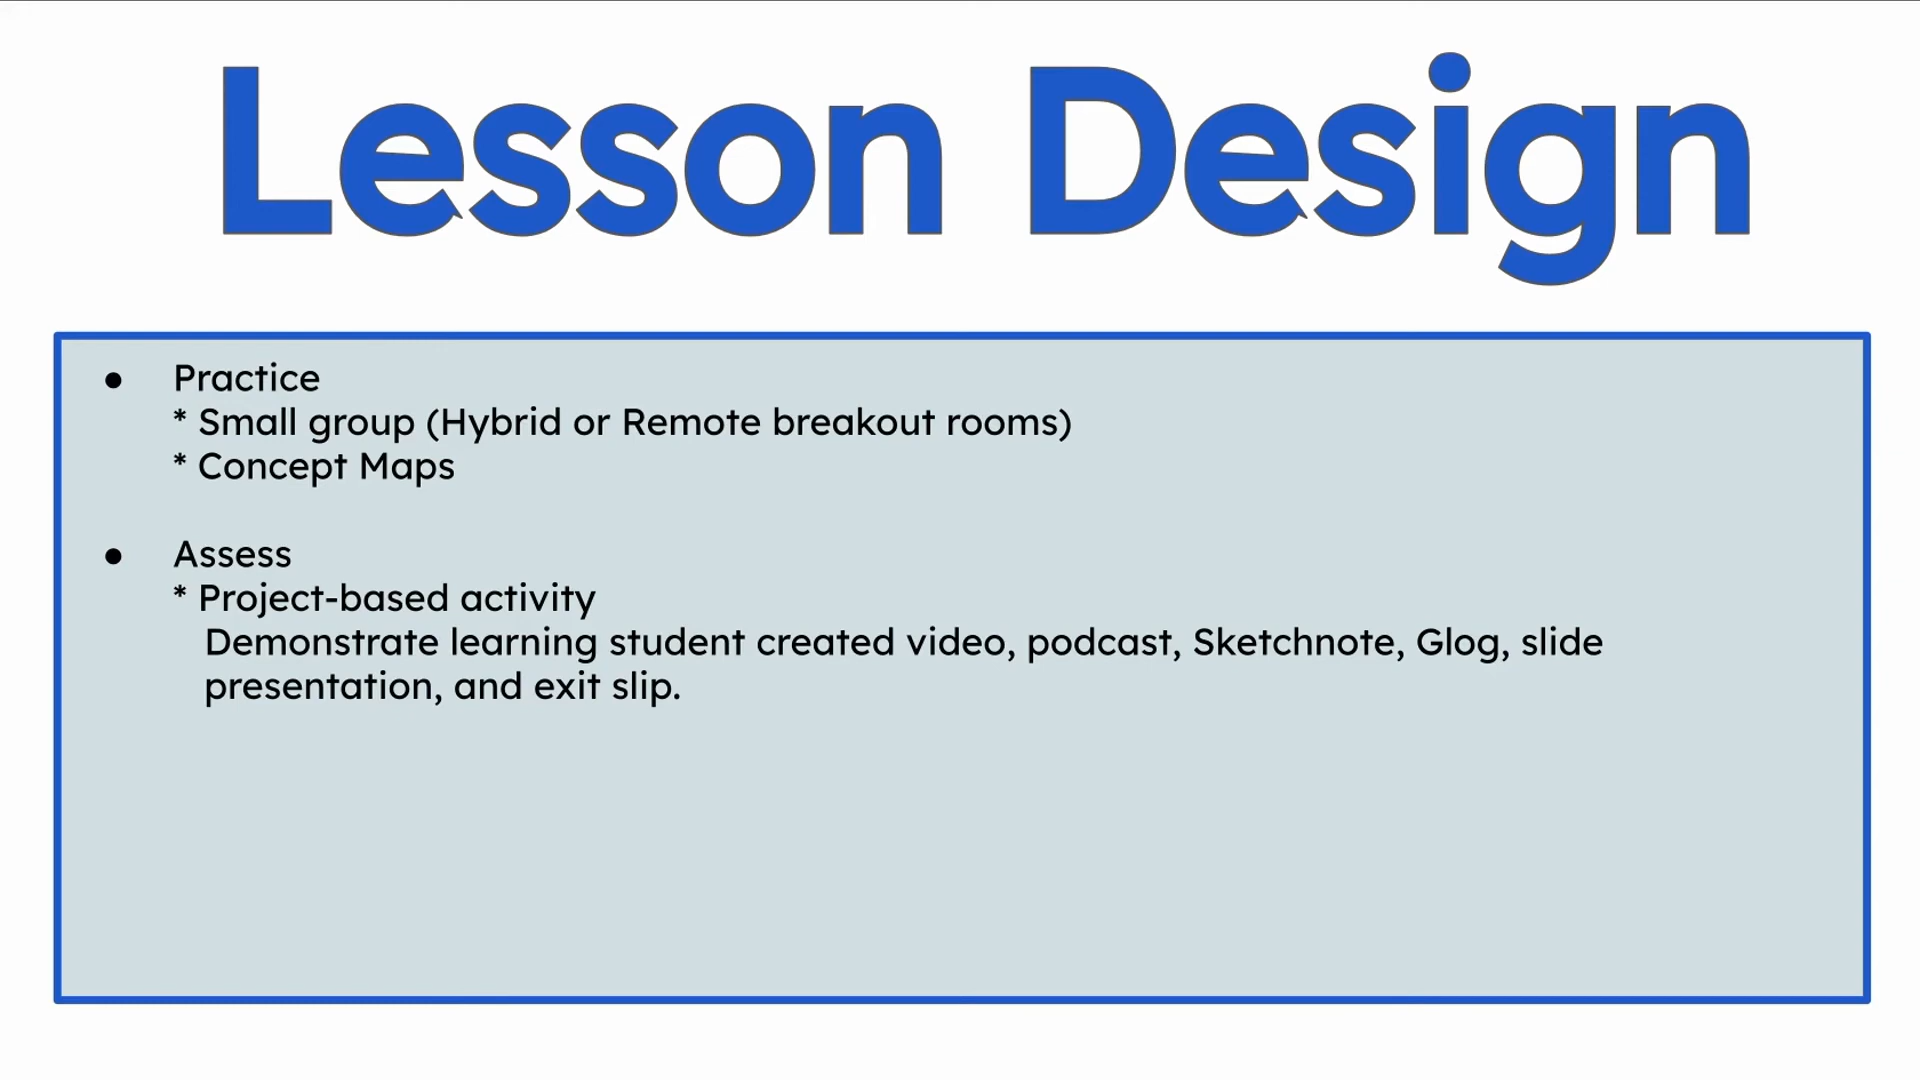 Lesson Design
● Practice
* Small group (Hybrid or Remote breakout rooms)
* Concept Maps
● Assess
* Project-based activity
Demonstrate learning student created video, podcast, Sketchnote, Glog, slide
presentation, and exit slip.